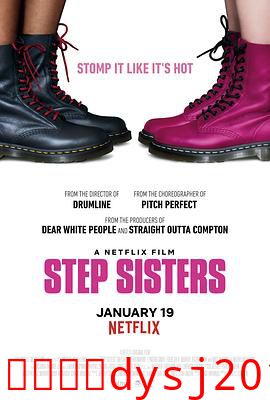 STOMP IT LIKE IT'S HOT
FROM THE DIRECTOR OF
DRUMLINE
FROM THE CHOREOGRAPHER OF
PITCH PERFECT
FROM THE PRODUCERS OF
DEAR WHITE PEOPLE AND STRAIGHT OUTTA COMPTON
A NETFLIX FILM
STEP SISTERS
JANUARY 19
NETFLIX
dysj20